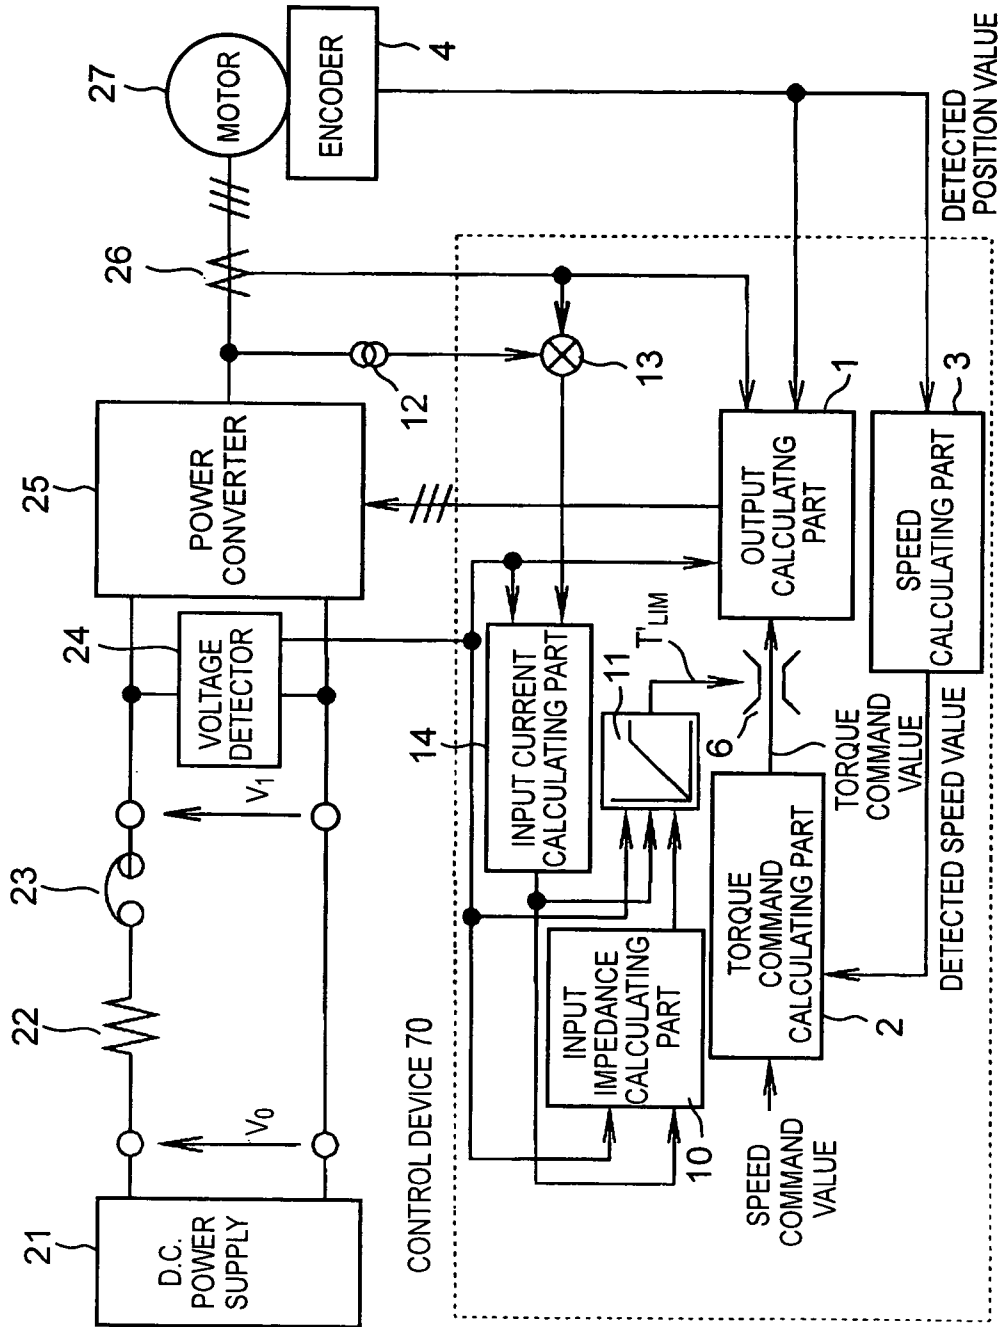 27
MOTOR
ENCODER
4
26
12
25
POWER
CONVERTER
24
VOLTAGE
DETECTOR
V1
23
22
V0
21
D.C.
POWER
SUPPLY
CONTROL DEVICE 70
13
14
INPUT CURRENT
CALCULATING PART
11
T'LIM
6
INPUT
IMPEDANCE
CALCULATING
PART
10
SPEED
COMMAND
VALUE
TORQUE
COMMAND
CALCULATING PART
2
TORQUE
COMMAND
VALUE
OUTPUT
CALCULATNG
PART
1
SPEED
CALCULATING PART
3
DETECTED SPEED VALUE
DETECTED
POSITION VALUE